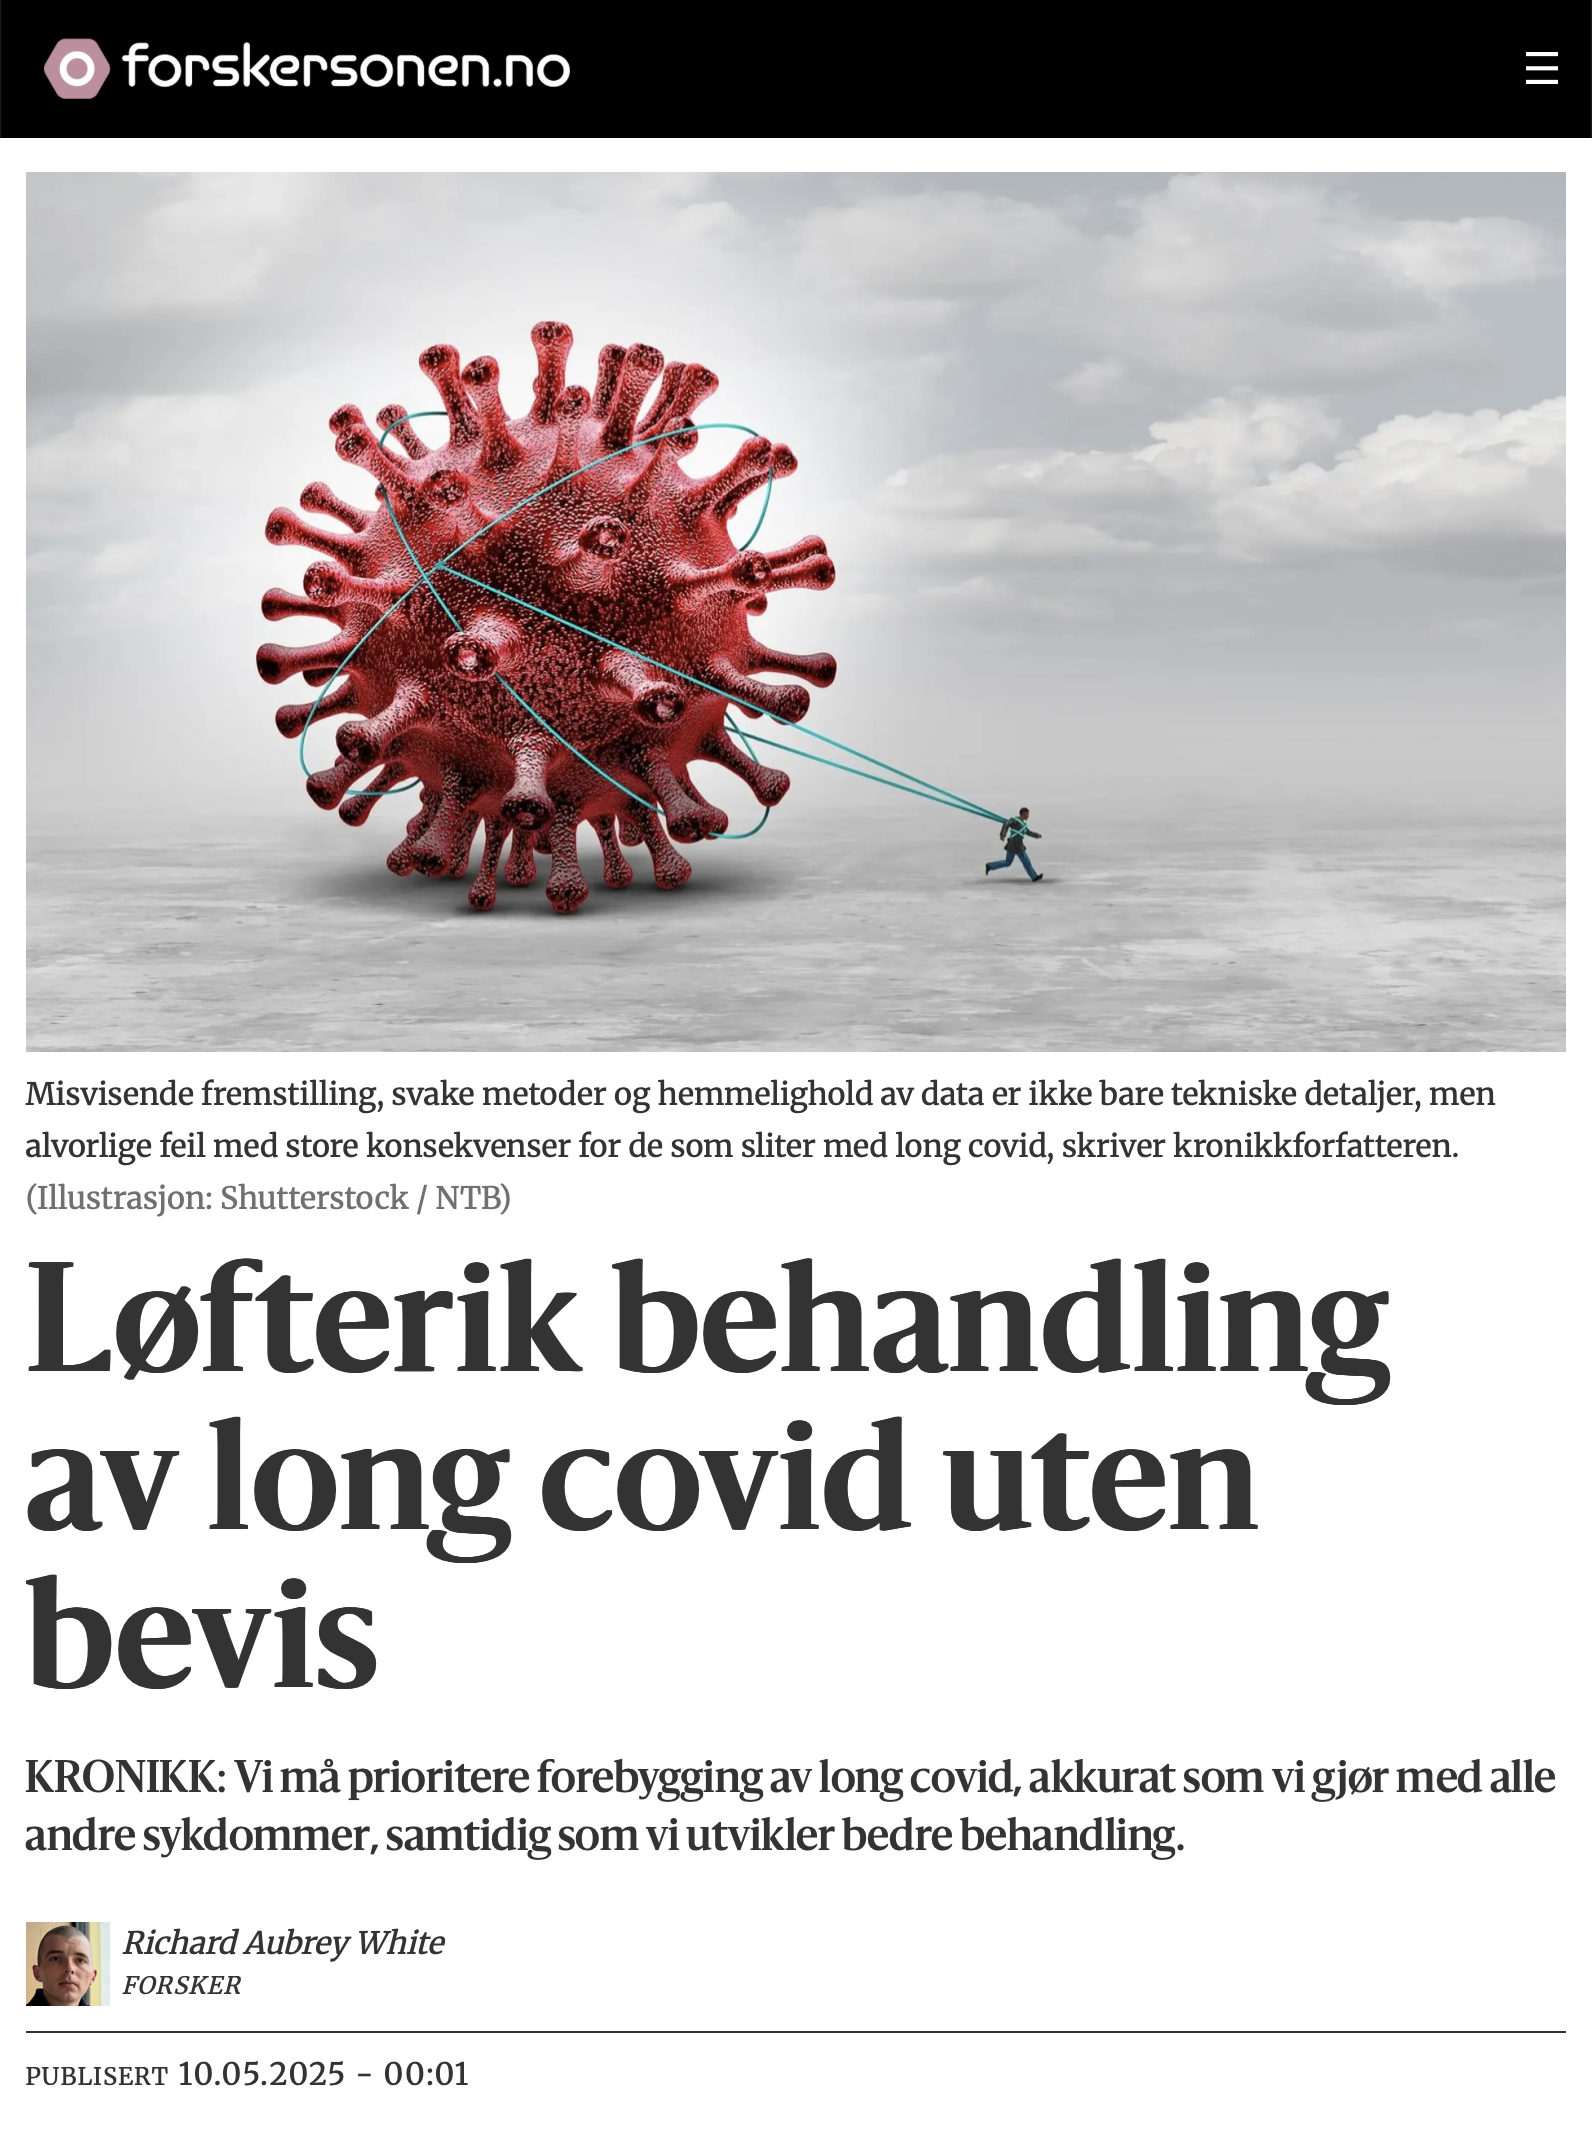 forskersonen.no
Misvisende fremstilling, svake metoder og hemmelighold av data er ikke bare tekniske detaljer, men
alvorlige feil med store konsekvenser for de som sliter med long covid, skriver kronikkforfatteren.
(Illustrasjon: Shutterstock / NTB)
Løfterik behandling
av long covid uten
bevis
KRONIKK: Vi må prioritere forebygging av long covid, akkurat som vi gjør med alle
andre sykdommer, samtidig som vi utvikler bedre behandling.
Richard Aubrey White
FORSKER
PUBLISERT 10.05.2025 - 00:01